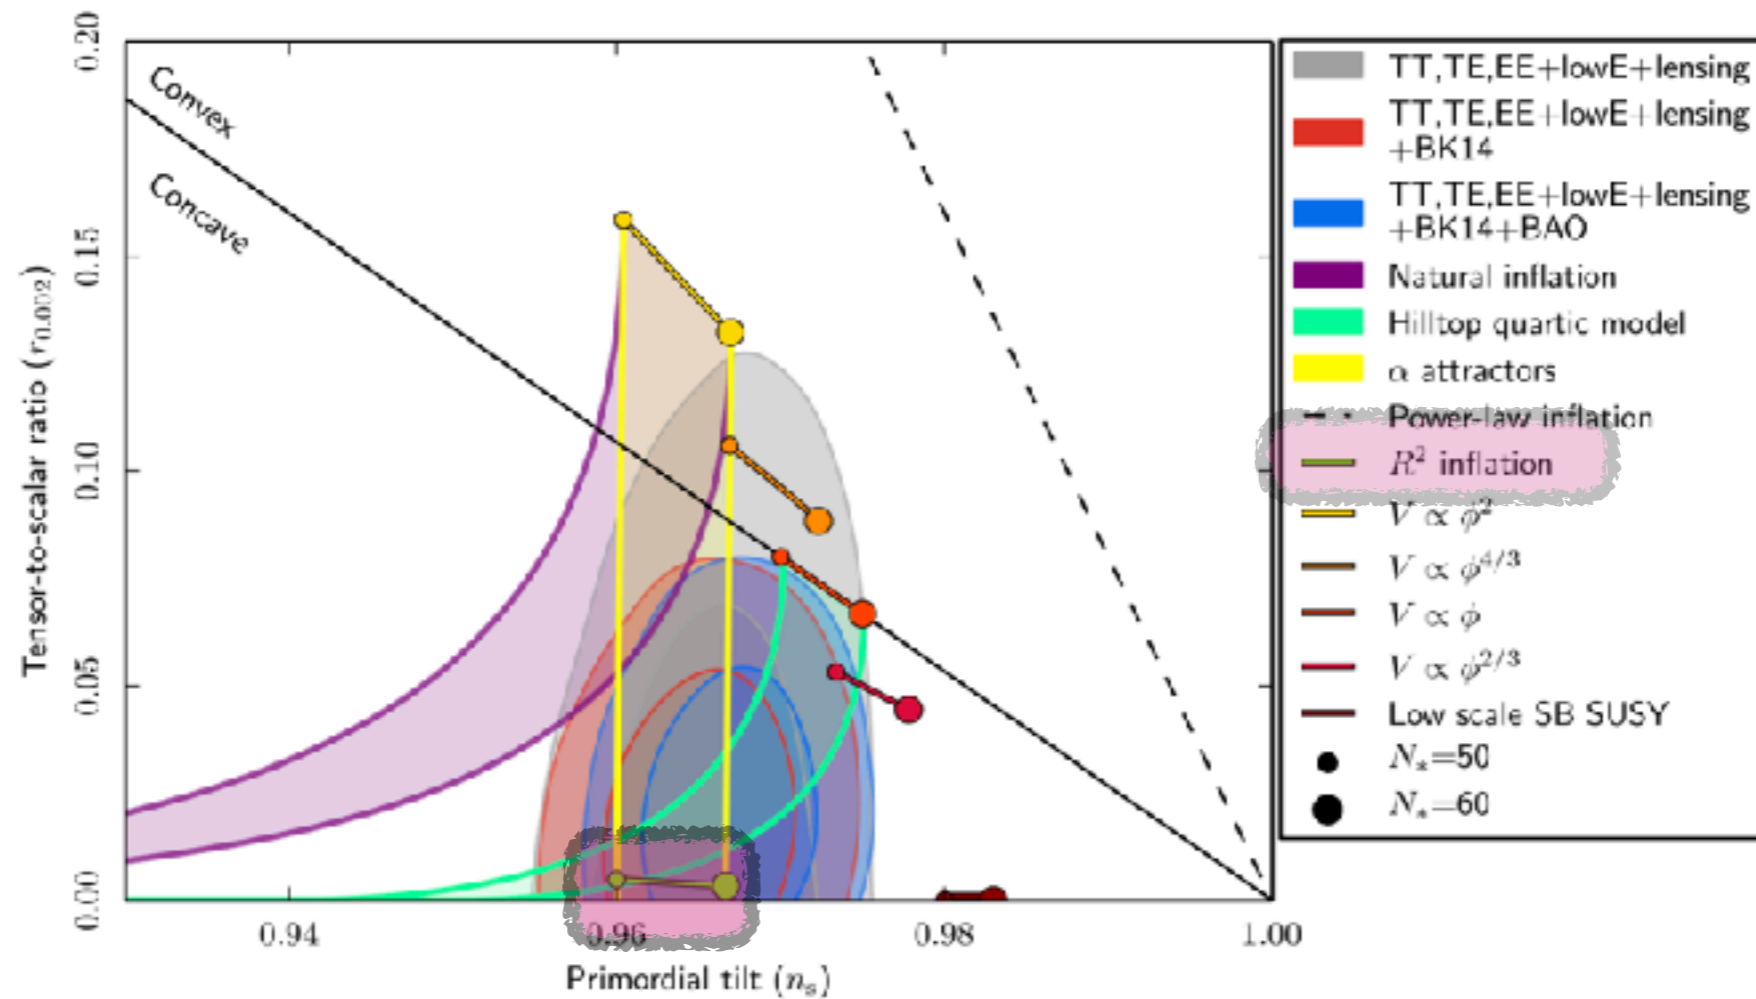 0.20
0.15
0.10
0.05
0.00
Tensor-to-scalar ratio (r₀.₀₀₂)
Convex
Concave
0.94
0.96
0.98
1.00
Primordial tilt (nₛ)
TT,TE,EE+lowE+lensing
TT,TE,EE+lowE+lensing
+BK14
TT,TE,EE+lowE+lensing
+BK14+BAO
Natural inflation
Hilltop quartic model
α attractors
Power-law inflation
R² inflation
V ∝ ϕ²
V ∝ ϕ^{4/3}
V ∝ ϕ
V ∝ ϕ^{2/3}
Low scale SB SUSY
N∗=50
N∗=60